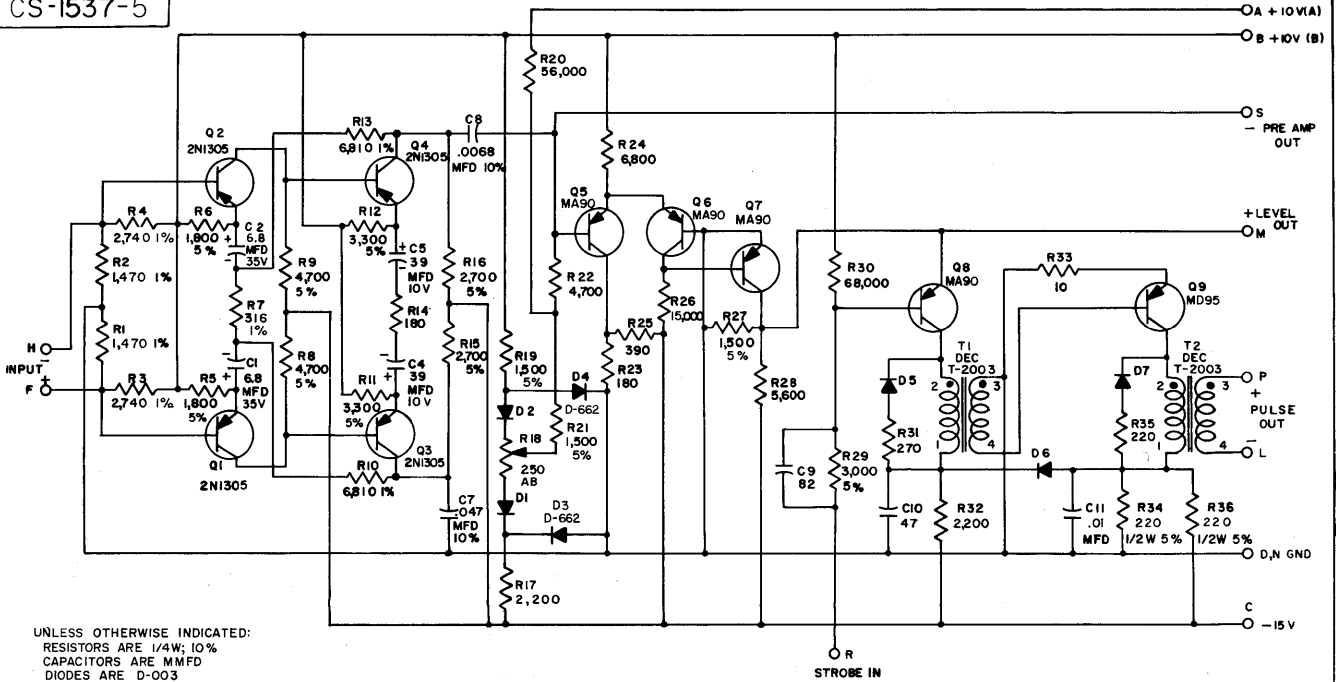 CS-1537-5
A + 10V(A)
B +10V (B)
R20
56,000
S
- PRE AMP
OUT
Q2
2N1305
R13
6,810 1%
Q4
2N1305
C8
.0068
MFD 10%
R24
6,800
Q5
MA90
Q6
MA90
Q7
MA90
+ LEVEL
OUT
M
R4
2,740 1%
R6
1,800
5%
C2
6.8
MFD
35V
R12
3,300
5%
C5
39
MFD
10V
R2
1,470 1%
R9
4,700
5%
R16
2,700
5%
R22
4,700
R30
68,000
Q8
MA90
R33
10
Q9
MD95
R7
316
1%
R14
180
R26
15,000
R27
1,500
5%
R25
390
R1
1,470 1%
H
-
INPUT
+
F
C1
6.8
MFD
35V
R8
4,700
5%
C4
39
MFD
10V
R15
2,700
5%
R19
1,500
5%
D4
D-662
R23
180
R28
5,600
T1
DEC
T-2003
T2
DEC
T-2003
D5
2
3
D7
2
3
P
+
PULSE
OUT
-
L
R3
2,740 1%
R5
1,800
5%
R11
3,300
5%
D2
R21
1,500
5%
R18
250
AB
R31
270
1
4
R35
220
1
4
Q1
2N1305
R10
6,810 1%
Q3
2N1305
C9
82
R29
3,000
5%
D6
C7
.047
MFD
10%
D1
D3
D-662
C10
47
R32
2,200
C11
.01
MFD
R34
220
1/2W 5%
R36
220
1/2W 5%
D,N GND
R17
2,200
C
-15V
UNLESS OTHERWISE INDICATED:
RESISTORS ARE 1/4W; 10%
CAPACITORS ARE MMFD
DIODES ARE D-003
R
STROBE IN